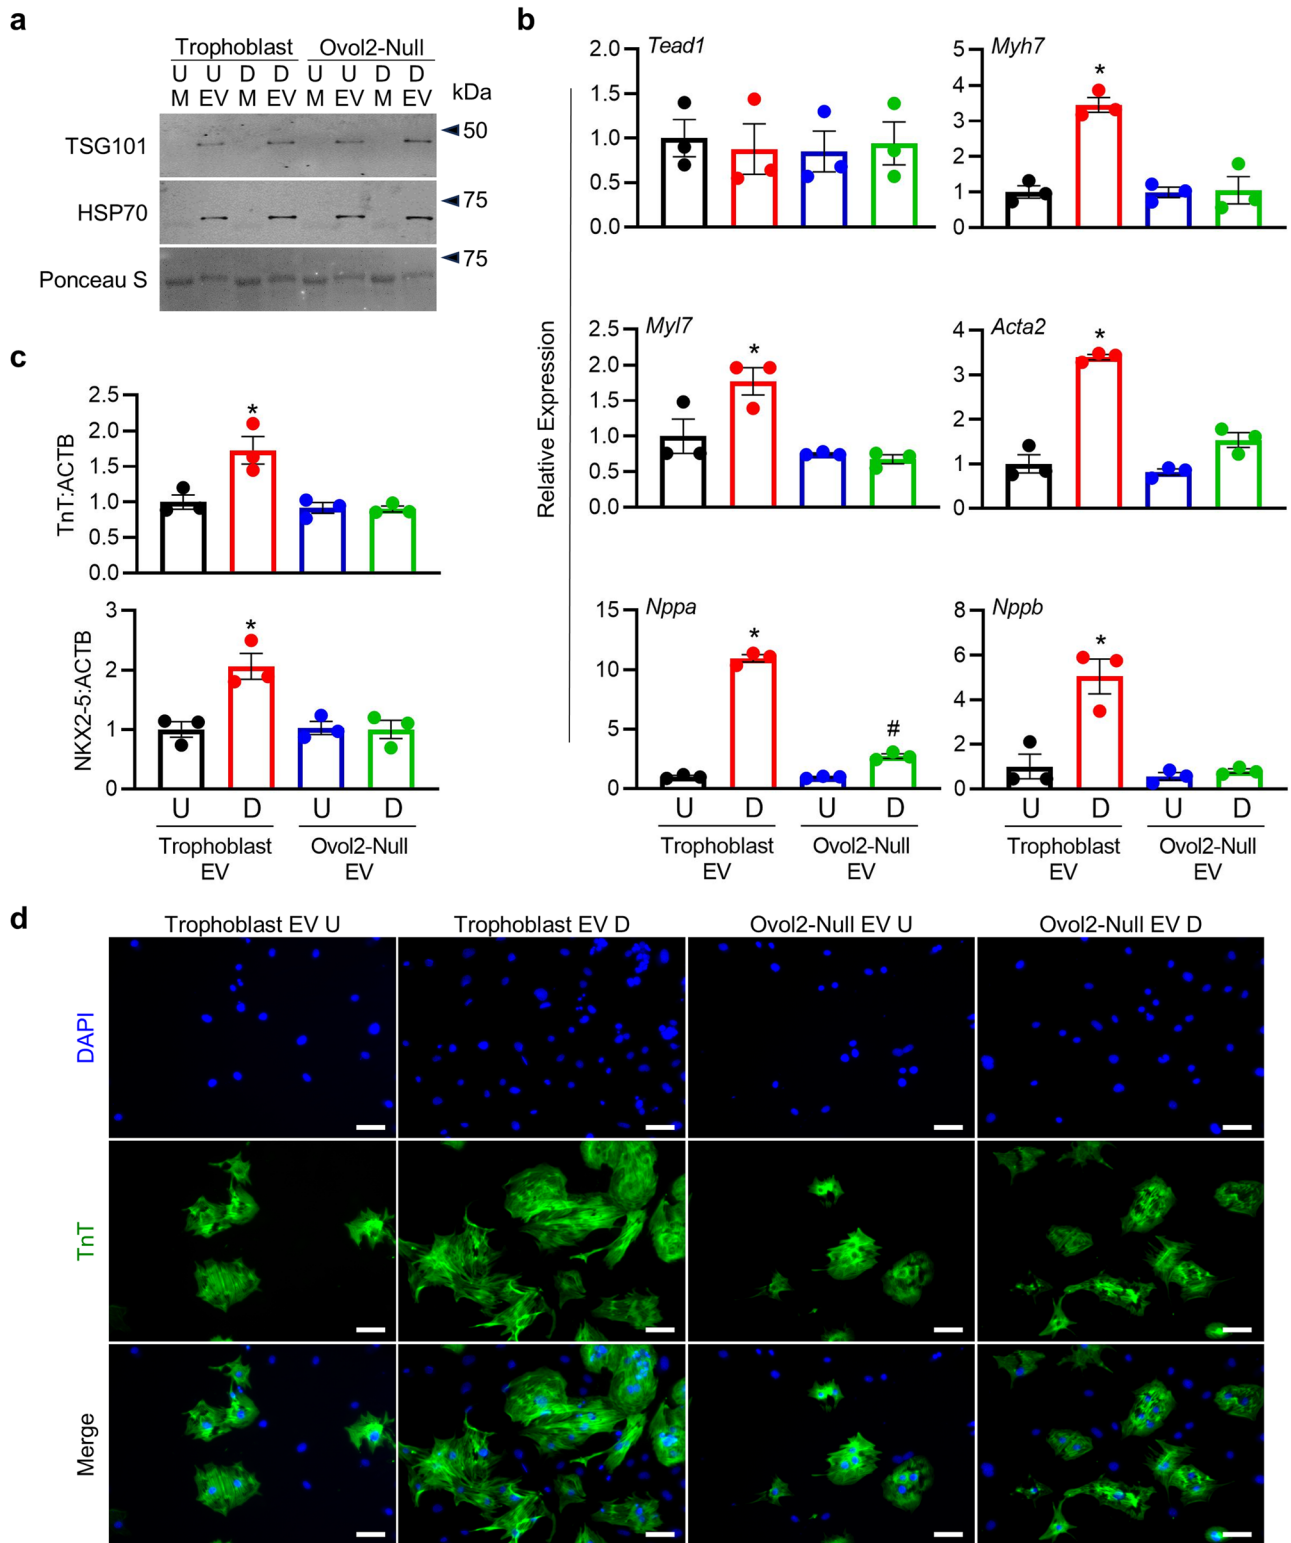 a
Trophoblast Ovol2-Null
U U D D U U D D
M EV M EV M EV M EV kDa
TSG101 50
HSP70 75
Ponceau S 75
b
Relative Expression
Tead1
2.0
1.5
1.0
0.5
0.0
Myh7
5
4
3
2
1
0
*
Myl7
2.5
2.0
1.5
1.0
0.5
0.0
*
Acta2
4
3
2
1
0
*
Nppa
15
10
5
0
*
#
U D U D
Trophoblast EV
Ovol2-Null EV
Nppb
8
6
4
2
0
*
U D U D
Trophoblast EV
Ovol2-Null EV
c
TnT:ACTB
2.5
2.0
1.5
1.0
0.5
0.0
*
NKX2-5:ACTB
3
2
1
0
*
U D U D
Trophoblast EV
Ovol2-Null EV
d
Trophoblast EV U Trophoblast EV D Ovol2-Null EV U Ovol2-Null EV D
DAPI
TnT
Merge